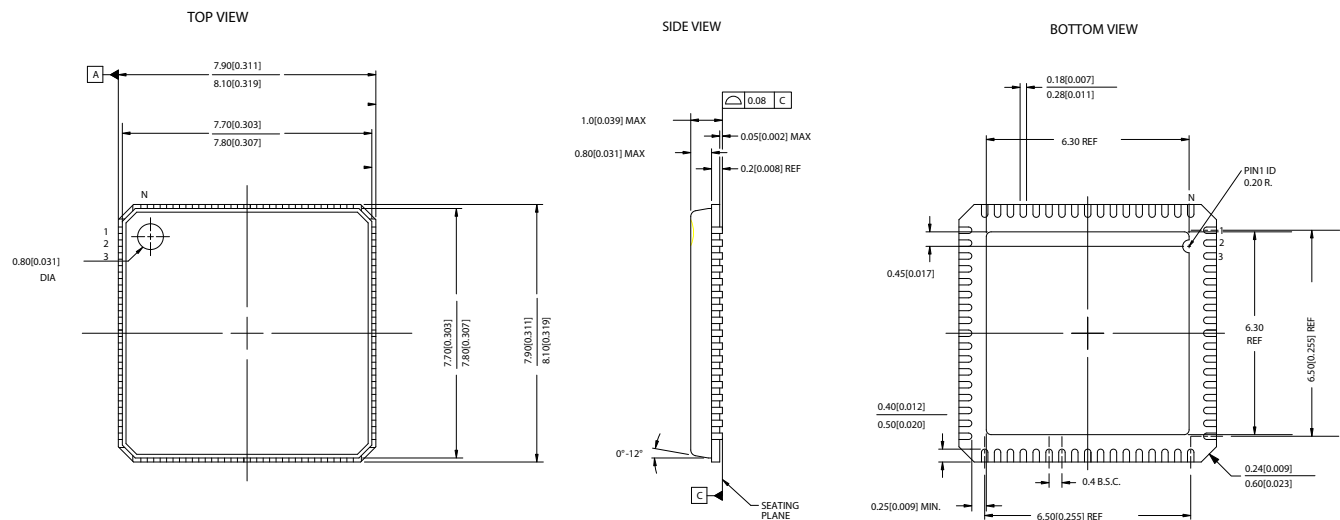 TOP VIEW
A
7.90[0.311]
8.10[0.319]
7.70[0.303]
7.80[0.307]
N
1
2
3
0.80[0.031]
DIA
7.70[0.303]
7.80[0.307]
7.90[0.311]
8.10[0.319]
SIDE VIEW
0.08 C
1.0[0.039] MAX
0.05[0.002] MAX
0.80[0.031] MAX
0.2[0.008] REF
0°-12°
C
SEATING
PLANE
BOTTOM VIEW
0.18[0.007]
0.28[0.011]
6.30 REF
PIN1 ID
0.20 R.
N
1
2
3
0.45[0.017]
6.30
REF
6.50[0.255] REF
0.40[0.012]
0.50[0.020]
0.4 B.S.C.
0.24[0.009]
0.60[0.023]
0.25[0.009] MIN.
6.50[0.255] REF